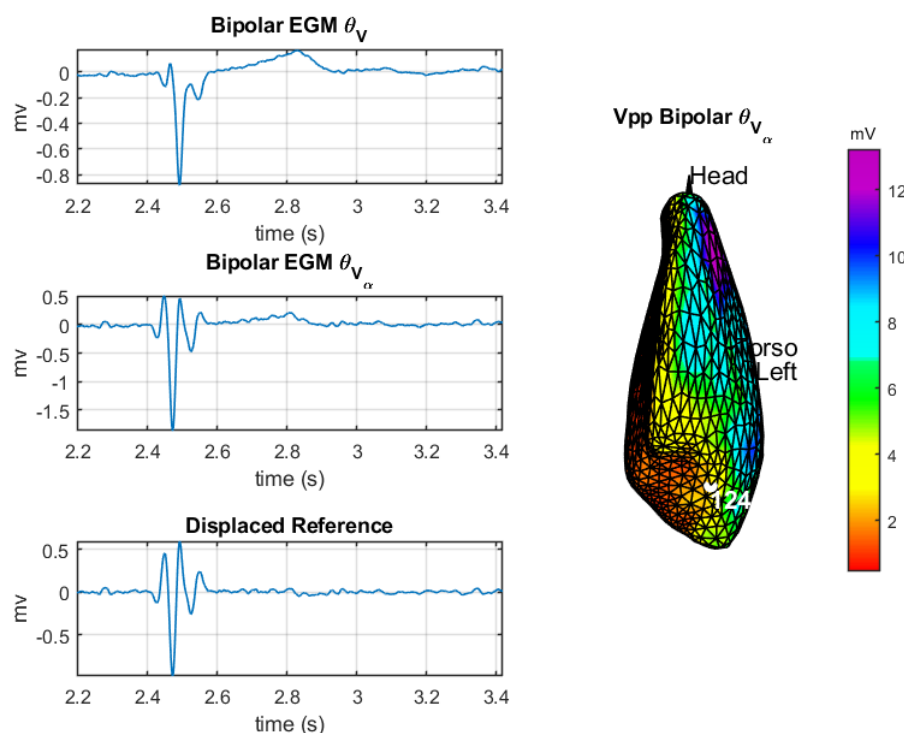 Bipolar EGM θ_V
0
-0.2
-0.4
-0.6
-0.8
mv
2.2 2.4 2.6 2.8 3 3.2 3.4
time (s)
Bipolar EGM θ_V_α
0.5
0
-0.5
-1
-1.5
mv
2.2 2.4 2.6 2.8 3 3.2 3.4
time (s)
Displaced Reference
0.5
0
-0.5
mv
2.2 2.4 2.6 2.8 3 3.2 3.4
time (s)
Vpp Bipolar θ_V_α
Head
orso
Left
124
mV
12
10
8
6
4
2